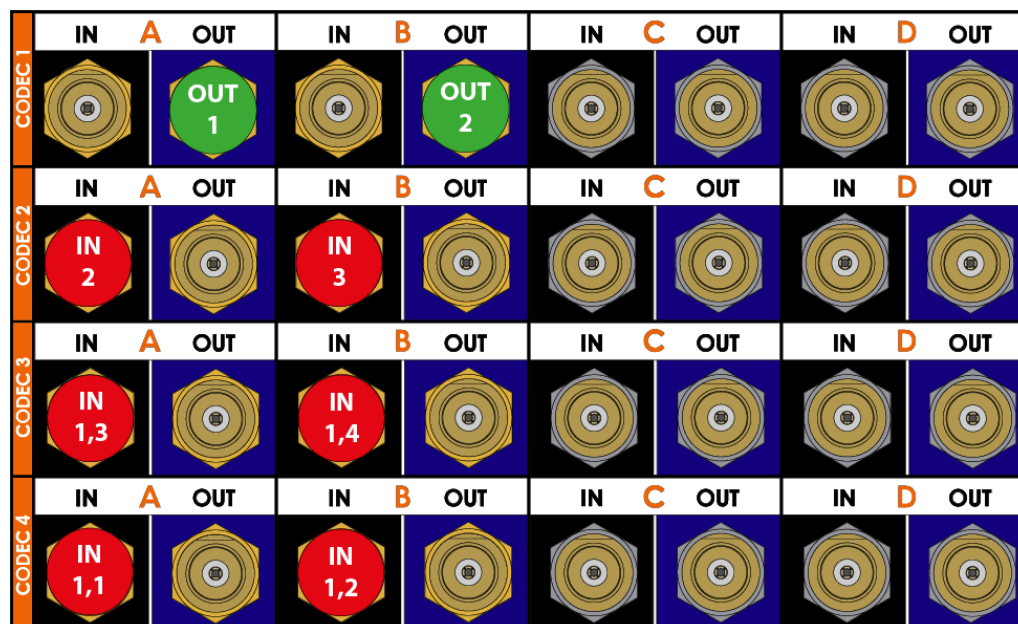 CODEC 1
IN A OUT IN B OUT IN C OUT IN D OUT
OUT
1
OUT
2
CODEC 2
IN A OUT IN B OUT IN C OUT IN D OUT
IN
2
IN
3
CODEC 3
IN A OUT IN B OUT IN C OUT IN D OUT
IN
1,3
IN
1,4
CODEC 4
IN A OUT IN B OUT IN C OUT IN D OUT
IN
1,1
IN
1,2